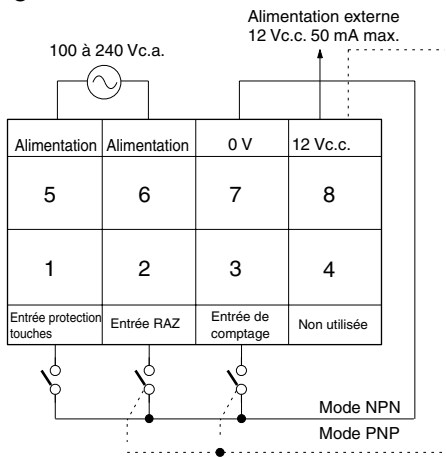 Alimentation externe
12 Vc.c. 50 mA max.
100 à 240 Vc.a.
Alimentation Alimentation 0 V 12 Vc.c.
5 6 7 8
1 2 3 4
Entrée protection touches
Entrée RAZ
Entrée de comptage
Non utilisée
Mode NPN
Mode PNP